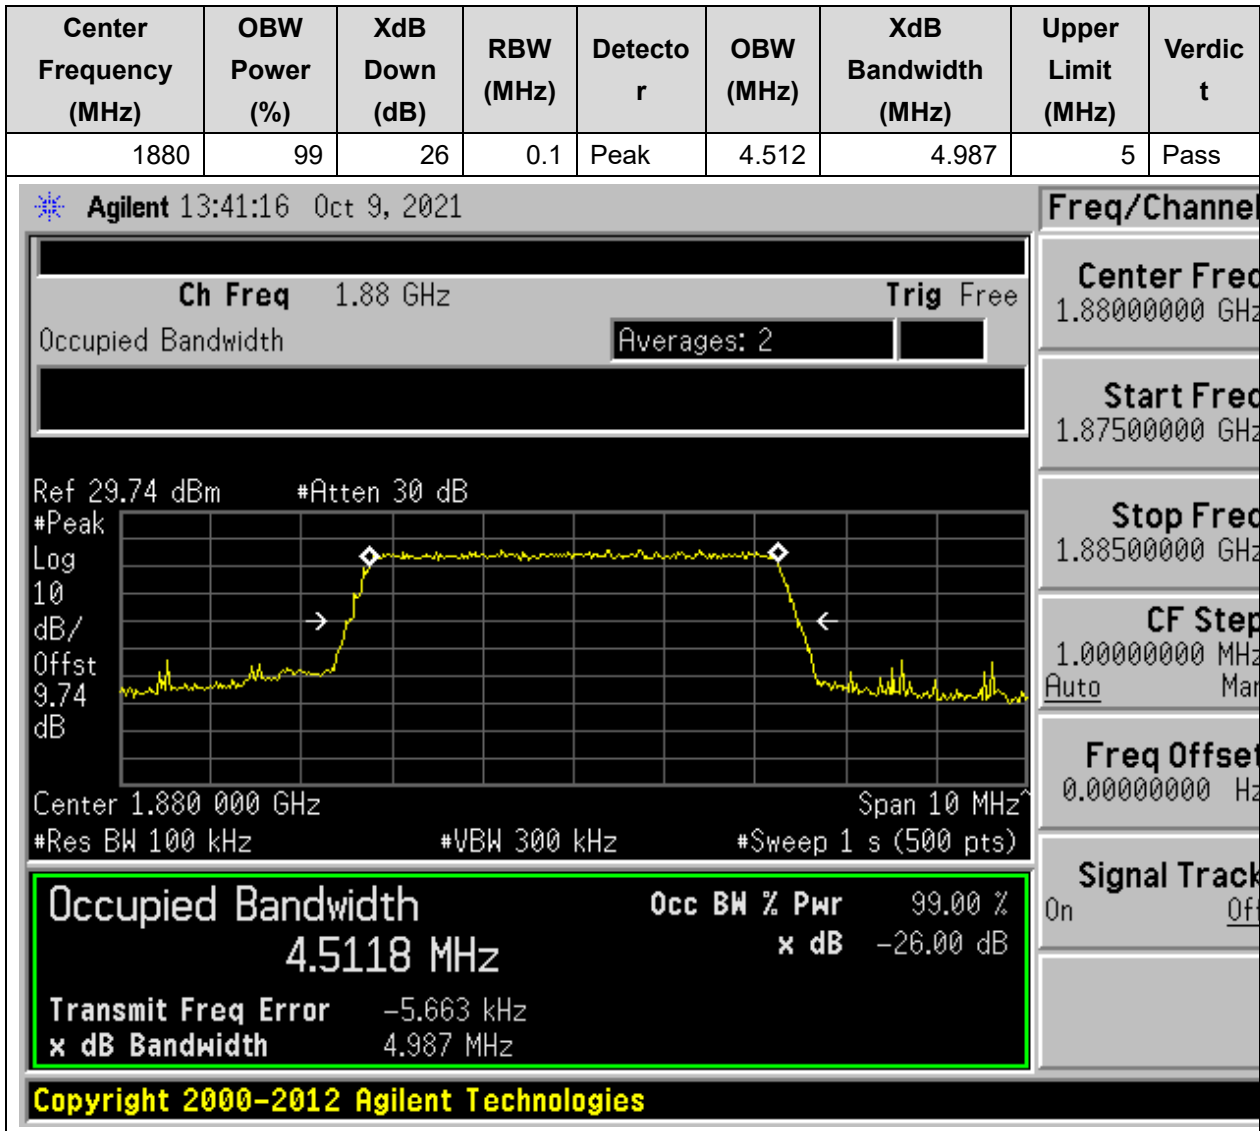 Center Frequency (MHz) OBW Power (%) XdB Down (dB) RBW (MHz) Detecto r OBW (MHz) XdB Bandwidth (MHz) Upper Limit (MHz) Verdic t
1880 99 26 0.1 Peak 4.512 4.987 5 Pass
Agilent 13:41:16 Oct 9, 2021
Ch Freq 1.88 GHz Trig Free
Occupied Bandwidth Averages: 2
Ref 29.74 dBm #Atten 30 dB
#Peak
Log
10
dB/
Offst
9.74
dB
Center 1.880 000 GHz Span 10 MHz^
#Res BW 100 kHz #VBW 300 kHz #Sweep 1 s (500 pts)
Occupied Bandwidth Occ BW % Pwr 99.00 %
4.5118 MHz x dB -26.00 dB
Transmit Freq Error -5.663 kHz
x dB Bandwidth 4.987 MHz
Copyright 2000-2012 Agilent Technologies
Freq/Channel
Center Freq
1.88000000 GHz
Start Freq
1.87500000 GHz
Stop Freq
1.88500000 GHz
CF Step
1.00000000 MHz
Auto Man
Freq Offset
0.00000000 Hz
Signal Track
On Off